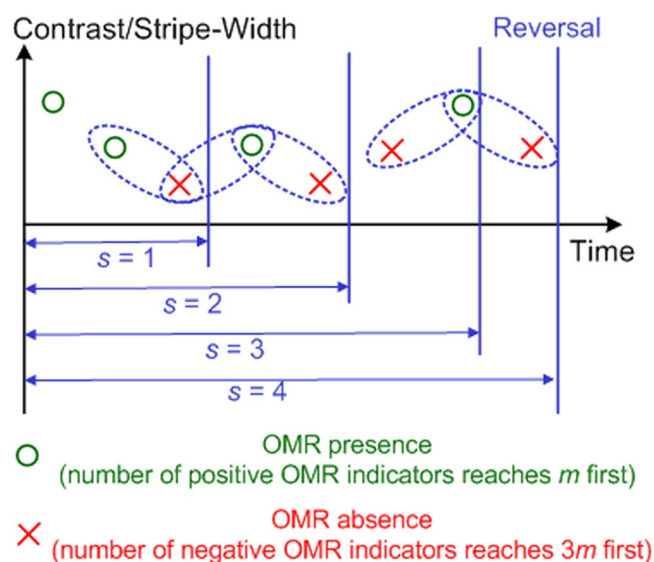 Contrast/Stripe-Width
Reversal
Time
s = 1
s = 2
s = 3
s = 4
OMR presence
(number of positive OMR indicators reaches m first)
OMR absence
(number of negative OMR indicators reaches 3m first)